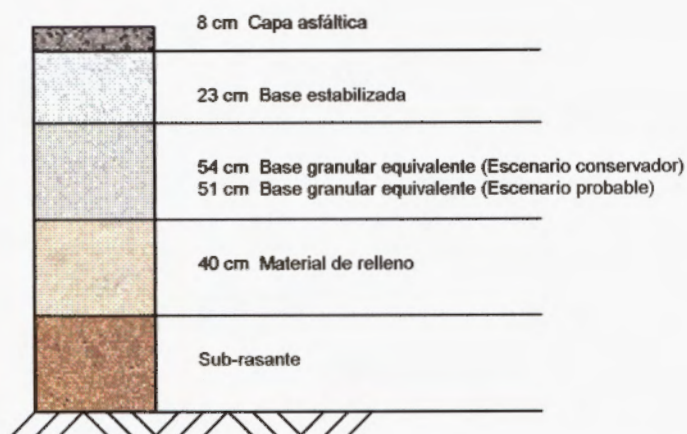 8 cm Capa asfáltica
23 cm Base estabilizada
54 cm Base granular equivalente (Escenario conservador)
51 cm Base granular equivalente (Escenario probable)
40 cm Material de relleno
Sub-rasante